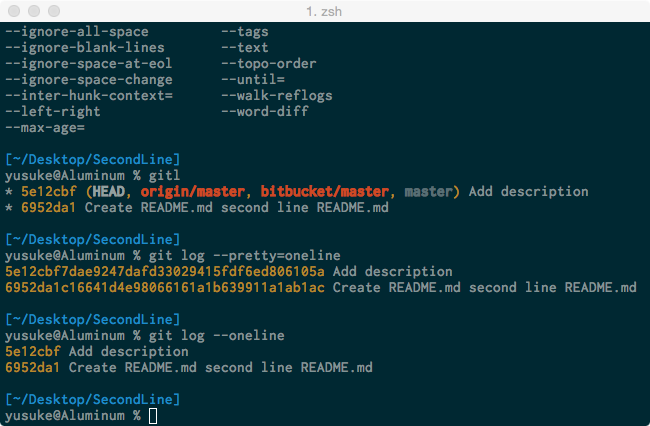 1. zsh
--ignore-all-space --tags
--ignore-blank-lines --text
--ignore-space-at-eol --topo-order
--ignore-space-change --until=
--inter-hunk-context= --walk-reflogs
--left-right --word-diff
--max-age=
[~/Desktop/SecondLine]
yusuke@Aluminum % gitl
* 5e12cbf (HEAD, origin/master, bitbucket/master, master) Add description
* 6952da1 Create README.md second line README.md
[~/Desktop/SecondLine]
yusuke@Aluminum % git log --pretty=oneline
5e12cbf7dae9247dafd33029415fdf6ed806105a Add description
6952da1c16641d4e98066161a1b639911a1ab1ac Create README.md second line README.md
[~/Desktop/SecondLine]
yusuke@Aluminum % git log --oneline
5e12cbf Add description
6952da1 Create README.md second line README.md
[~/Desktop/SecondLine]
yusuke@Aluminum %